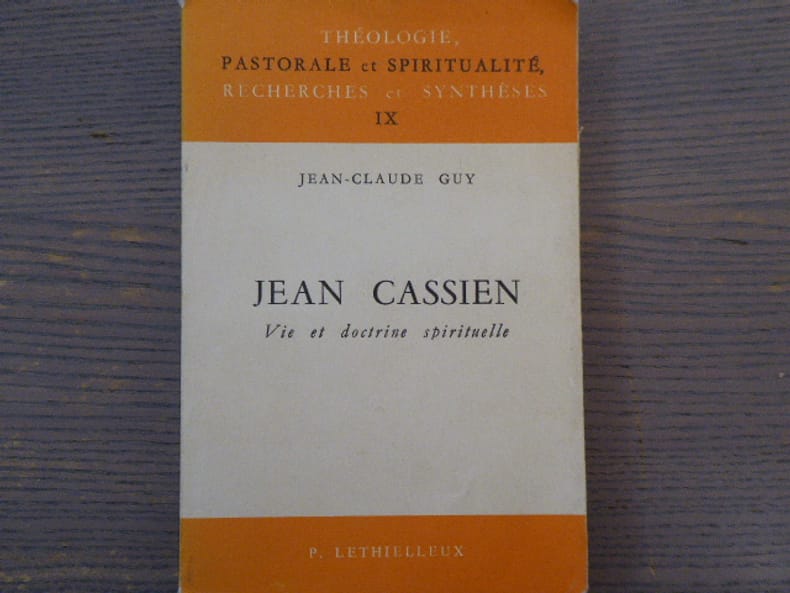 THÉOLOGIE,
PASTORALE et SPIRITUALITÉ,
RECHERCHES et SYNTHÈSES
IX
JEAN-CLAUDE GUY
JEAN CASSIEN
Vie et doctrine spirituelle
P. LETHIELLEUX